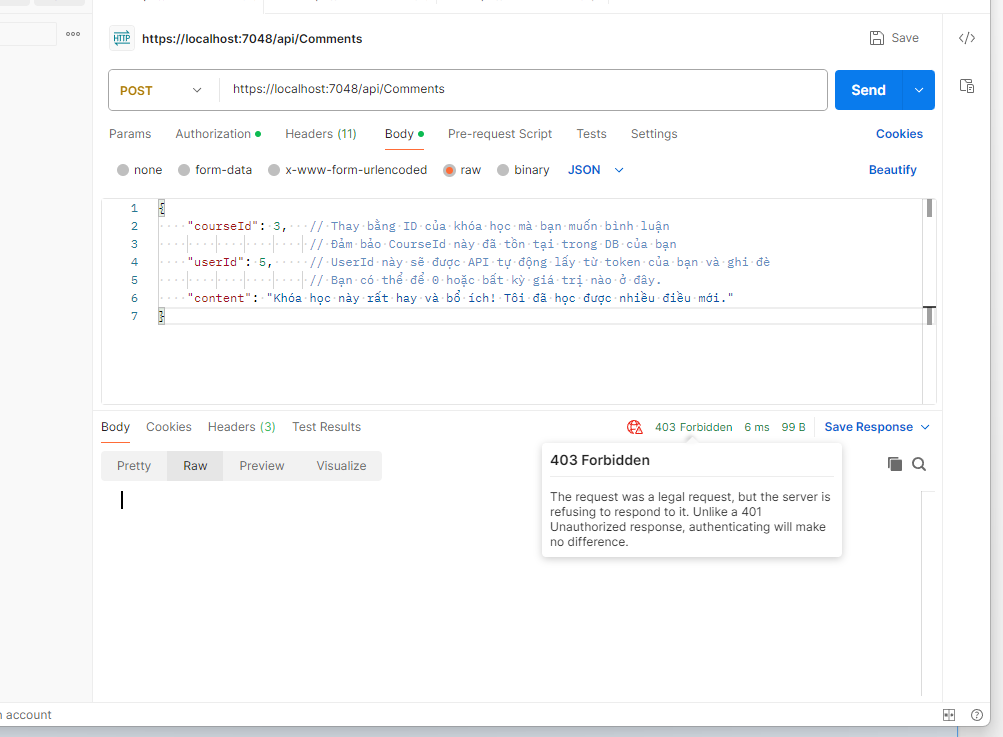 HTTP https://localhost:7048/api/Comments Save
POST https://localhost:7048/api/Comments Send
Params Authorization Headers (11) Body Pre-request Script Tests Settings Cookies
none form-data x-www-form-urlencoded raw binary JSON Beautify
1 {
2 "courseId": 3, // Thay bằng ID của khóa học mà bạn muốn bình luận
3 // Đảm bảo CourseId này đã tồn tại trong DB của bạn
4 "userId": 5, // UserId này sẽ được API tự động lấy từ token của bạn và ghi đè
5 // Bạn có thể để 0 hoặc bất kỳ giá trị nào ở đây.
6 "content": "Khóa học này rất hay và bổ ích! Tôi đã học được nhiều điều mới."
7 }
Body Cookies Headers (3) Test Results 403 Forbidden 6 ms 99 B Save Response
Pretty Raw Preview Visualize
403 Forbidden
The request was a legal request, but the server is
refusing to respond to it. Unlike a 401
Unauthorized response, authenticating will make
no difference.
account